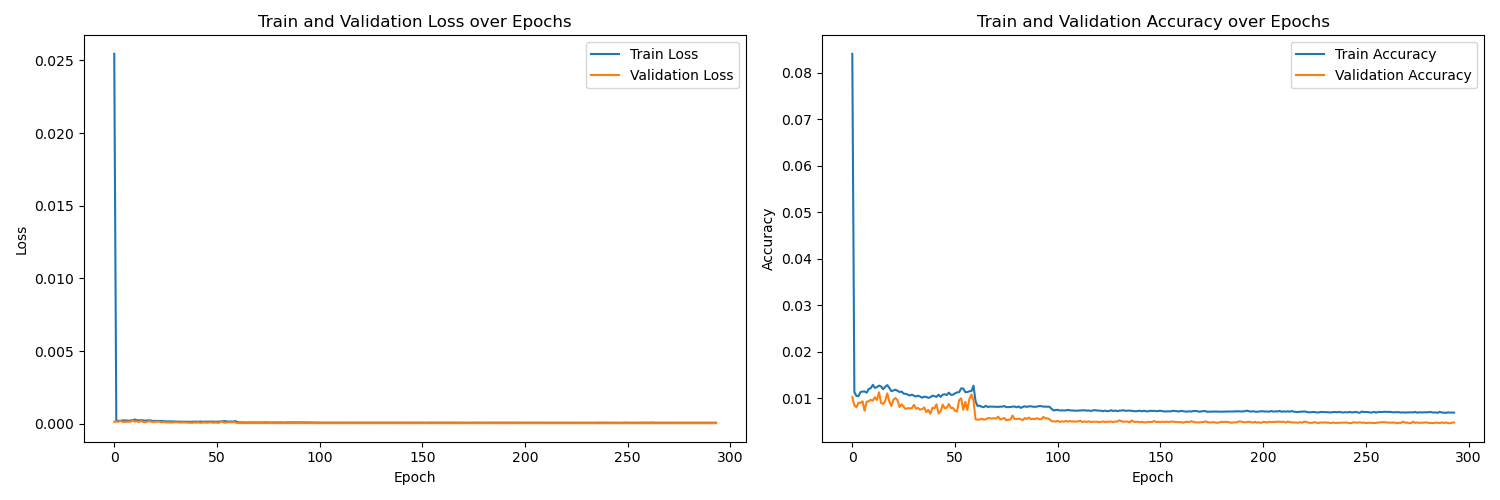 Train and Validation Loss over Epochs
Train Loss
Validation Loss
0.025
0.020
0.015
0.010
0.005
0.000
Loss
0
50
100
150
200
250
300
Epoch
Train and Validation Accuracy over Epochs
Train Accuracy
Validation Accuracy
0.08
0.07
0.06
0.05
0.04
0.03
0.02
0.01
Accuracy
0
50
100
150
200
250
300
Epoch